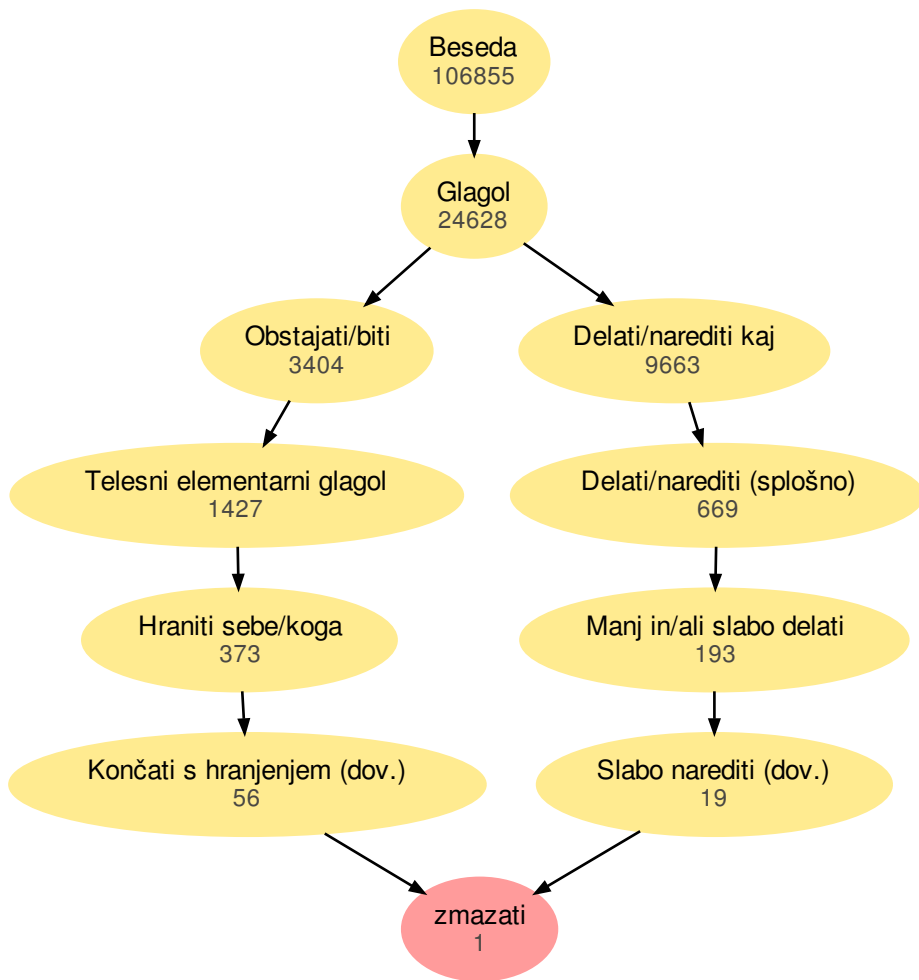 Beseda
106855
Glagol
24628
Obstajati/biti
3404
Delati/narediti kaj
9663
Telesni elementarni glagol
1427
Delati/narediti (splošno)
669
Hraniti sebe/koga
373
Manj in/ali slabo delati
193
Končati s hranjenjem (dov.)
56
Slabo narediti (dov.)
19
zmazati
1